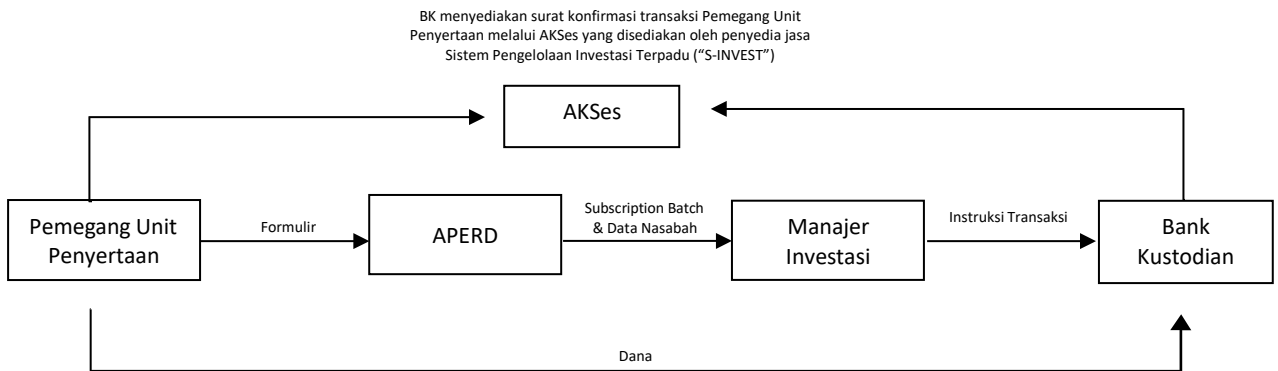 BK menyediakan surat konfirmasi transaksi Pemegang Unit
Penyertaan melalui AKSes yang disediakan oleh penyedia jasa
Sistem Pengelolaan Investasi Terpadu (“S-INVEST”)
AKSes
Pemegang Unit
Penyertaan
Formulir
APERD
Subscription Batch
& Data Nasabah
Manajer
Investasi
Instruksi Transaksi
Bank
Kustodian
Dana